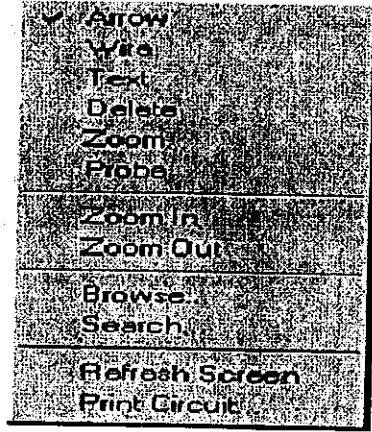 ✓ Arrow
Wire
Text
Delete
Zoom
Probe
Zoom In
Zoom Out
Browse..
Search..
Refresh Screen
Print Circuit